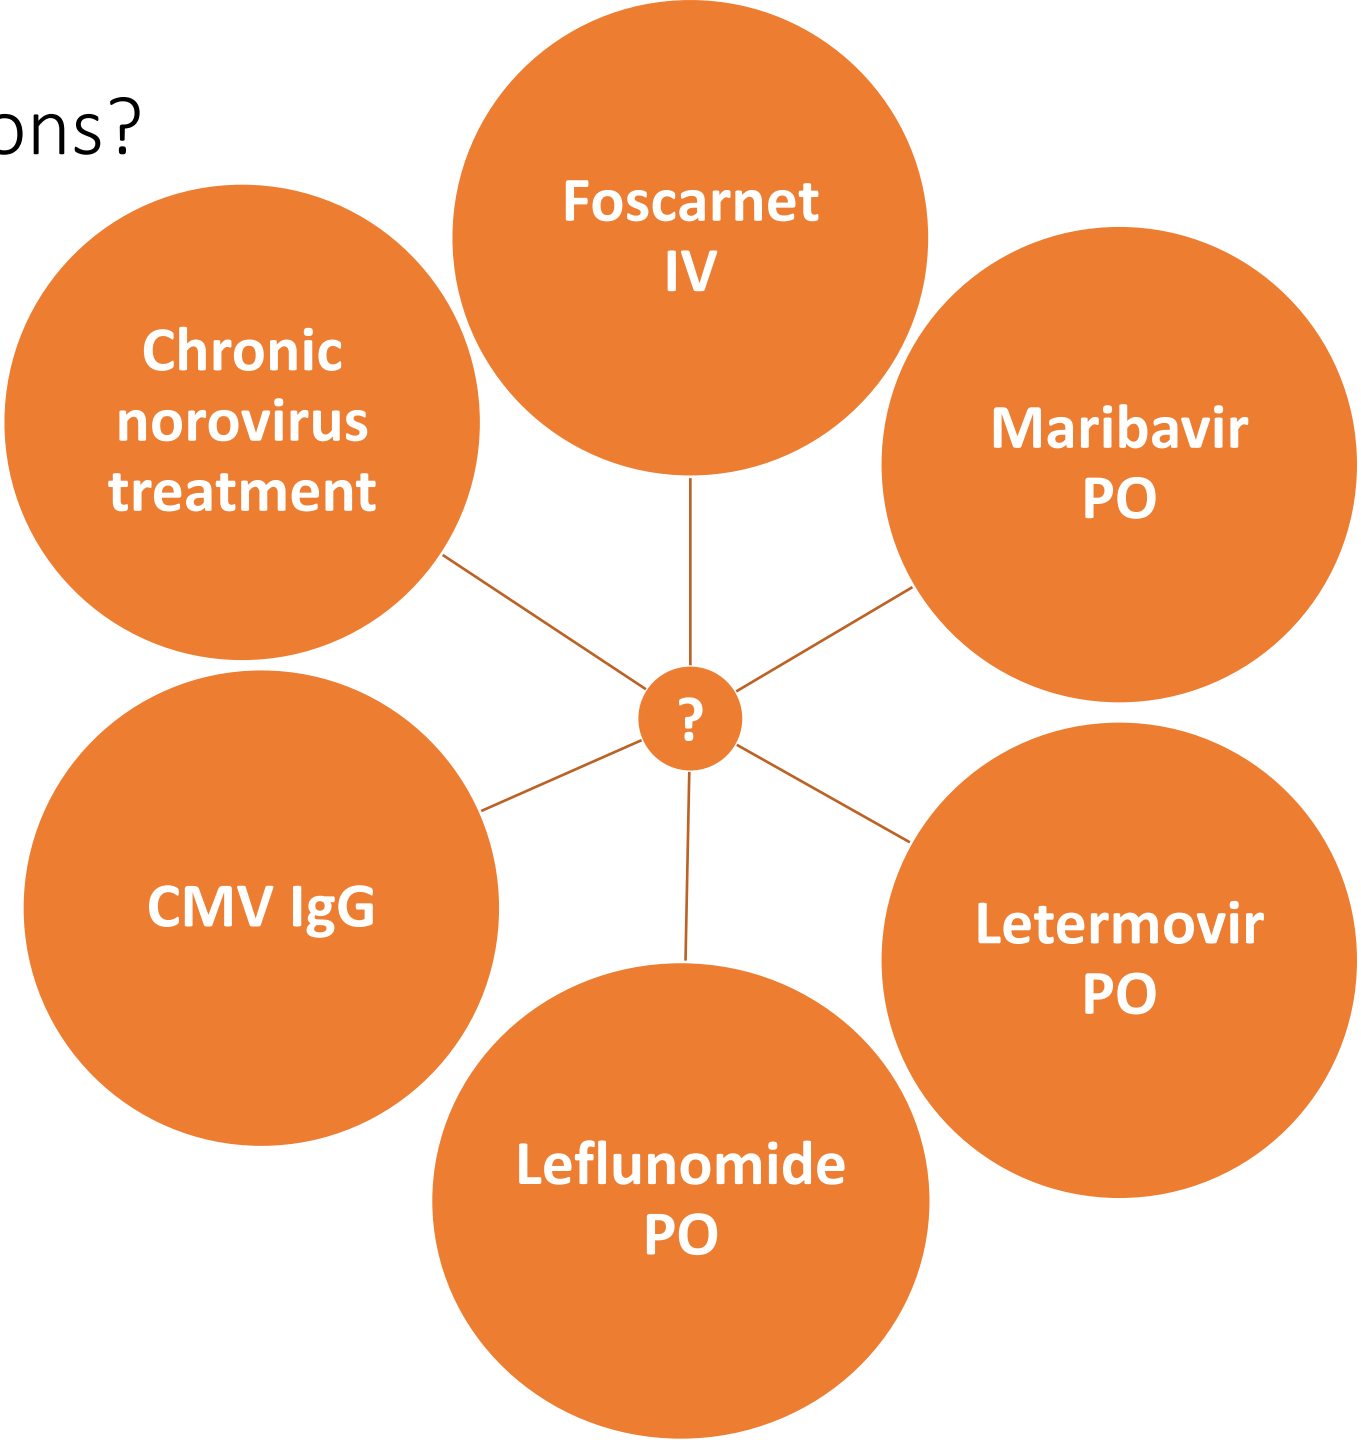 ons?
Foscarnet
IV
Maribavir
PO
Letermovir
PO
Leflunomide
PO
CMV IgG
Chronic
norovirus
treatment
?